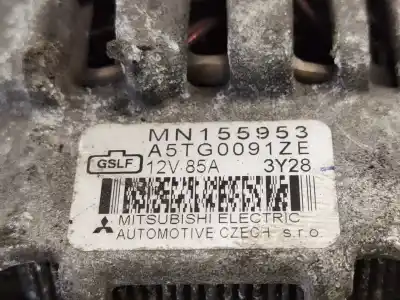 MN155953
A5TG0091ZE
GSLF
12V 85A 3Y28
MITSUBISHI ELECTRIC
AUTOMOTIVE CZECH s.r.o